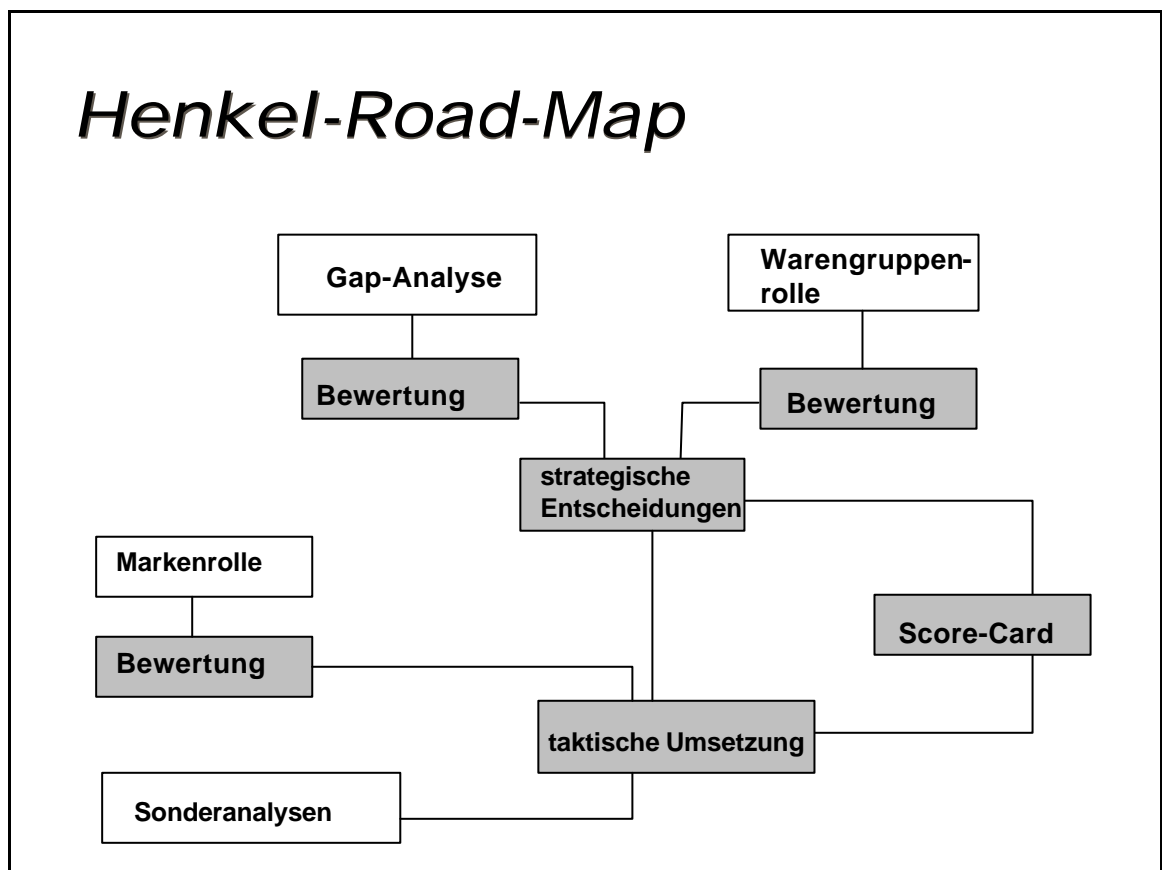 Henkel-Road-Map
Gap-Analyse
Warengruppen-
rolle
Bewertung
Bewertung
strategische
Entscheidungen
Markenrolle
Score-Card
Bewertung
taktische Umsetzung
Sonderanalysen